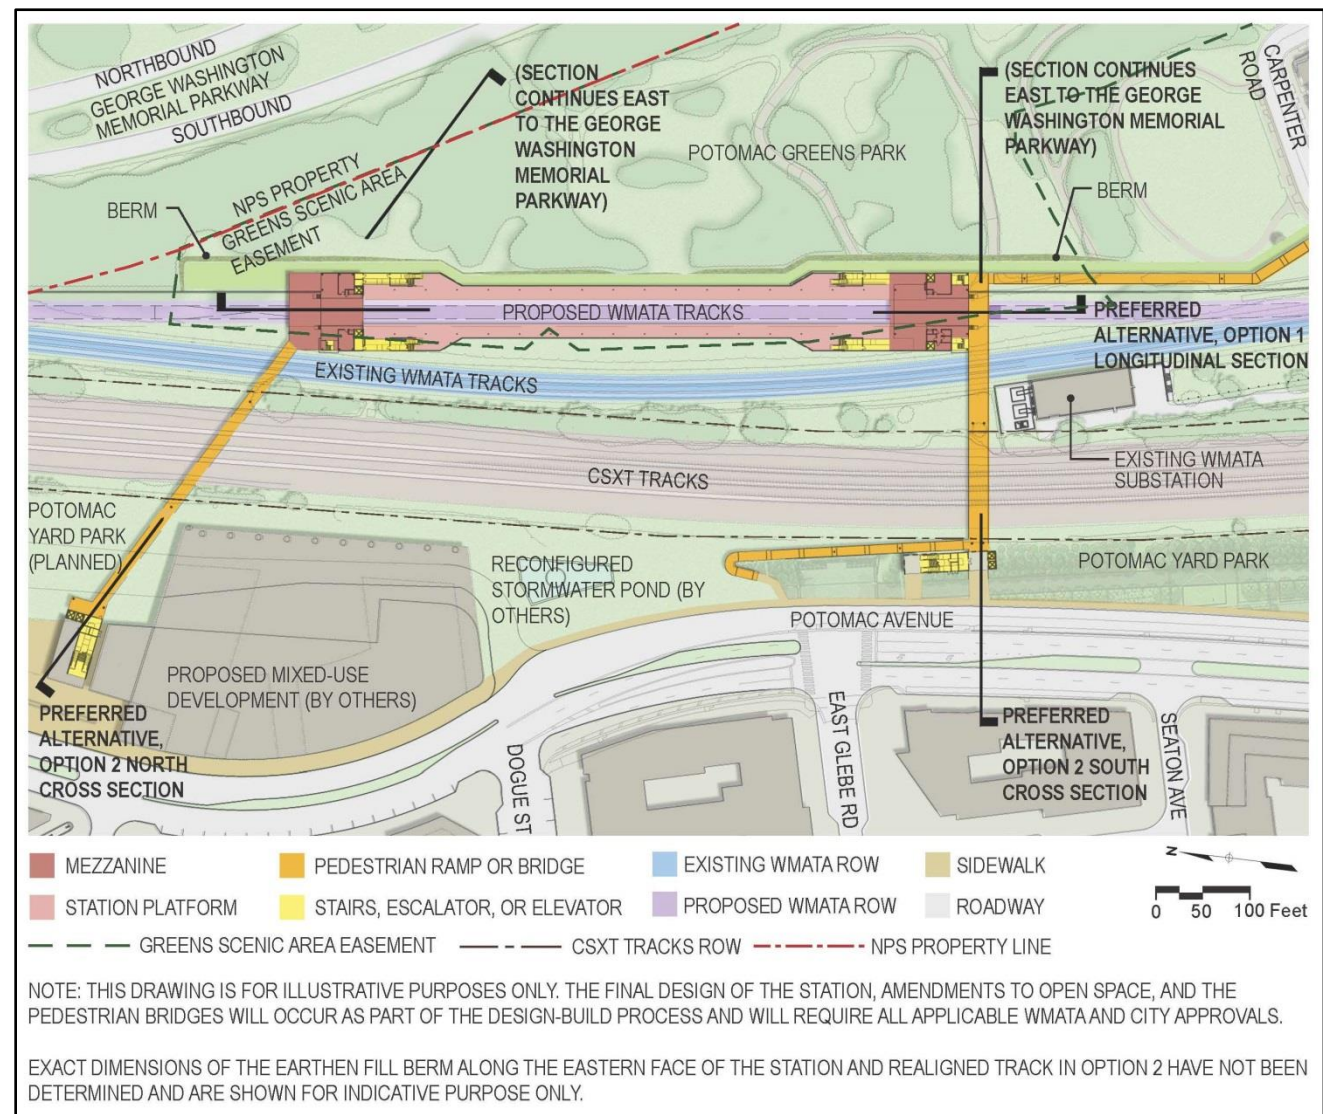 NORTHBOUND
GEORGE WASHINGTON
MEMORIAL PARKWAY
SOUTHBOUND
(SECTION
CONTINUES EAST
TO THE GEORGE
WASHINGTON
MEMORIAL
PARKWAY)
POTOMAC GREENS PARK
(SECTION CONTINUES
EAST TO THE GEORGE
WASHINGTON MEMORIAL
PARKWAY)
CARPENTER
ROAD
BERM
NPS PROPERTY
GREENS SCENIC AREA
EASEMENT
BERM
PROPOSED WMATA TRACKS
PREFERRED
ALTERNATIVE, OPTION 1
LONGITUDINAL SECTION
EXISTING WMATA TRACKS
CSXT TRACKS
EXISTING WMATA
SUBSTATION
POTOMAC
YARD PARK
(PLANNED)
RECONFIGURED
STORMWATER POND (BY
OTHERS)
POTOMAC YARD PARK
POTOMAC AVENUE
PROPOSED MIXED-USE
DEVELOPMENT (BY OTHERS)
PREFERRED
ALTERNATIVE,
OPTION 2 NORTH
CROSS SECTION
DOGUE ST
EAST GLEBE RD
PREFERRED
ALTERNATIVE,
OPTION 2 SOUTH
CROSS SECTION
SEATON AVE
MEZZANINE
PEDESTRIAN RAMP OR BRIDGE
EXISTING WMATA ROW
SIDEWALK
N
STATION PLATFORM
STAIRS, ESCALATOR, OR ELEVATOR
PROPOSED WMATA ROW
ROADWAY
0 50 100 Feet
GREENS SCENIC AREA EASEMENT
CSXT TRACKS ROW
NPS PROPERTY LINE
NOTE: THIS DRAWING IS FOR ILLUSTRATIVE PURPOSES ONLY. THE FINAL DESIGN OF THE STATION, AMENDMENTS TO OPEN SPACE, AND THE
PEDESTRIAN BRIDGES WILL OCCUR AS PART OF THE DESIGN-BUILD PROCESS AND WILL REQUIRE ALL APPLICABLE WMATA AND CITY APPROVALS.
EXACT DIMENSIONS OF THE EARTHEN FILL BERM ALONG THE EASTERN FACE OF THE STATION AND REALIGNED TRACK IN OPTION 2 HAVE NOT BEEN
DETERMINED AND ARE SHOWN FOR INDICATIVE PURPOSE ONLY.